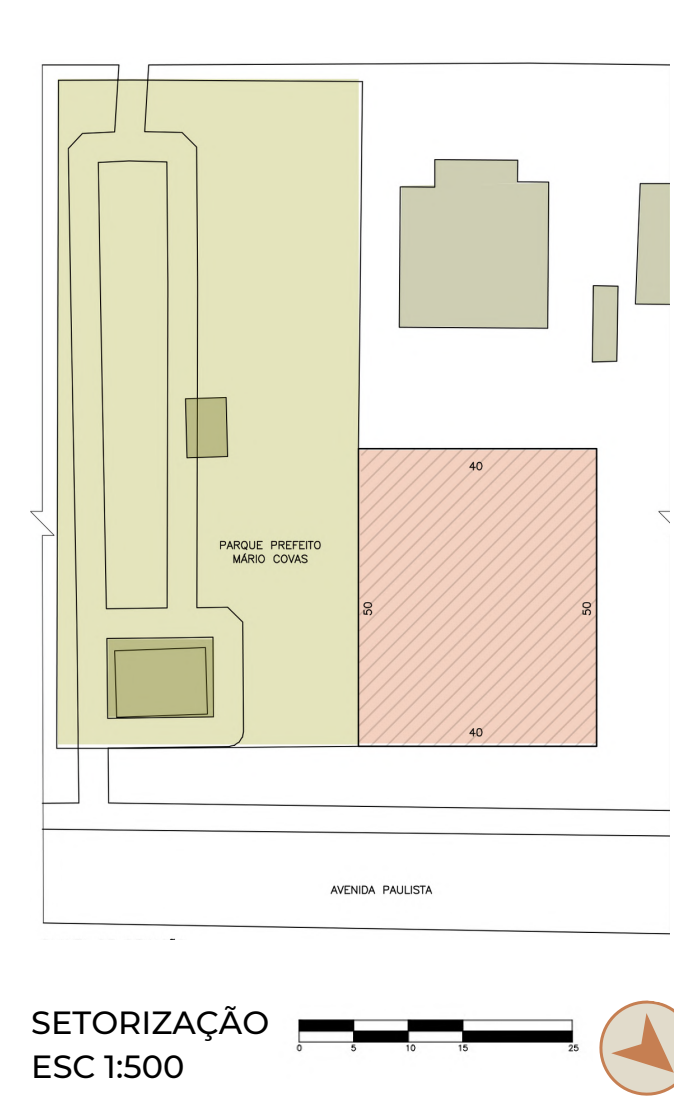 40
PARQUE PREFEITO
MÁRIO COVAS
50
50
40
AVENIDA PAULISTA
SETORIZAÇÃO
ESC 1:500
0 5 10 15 25